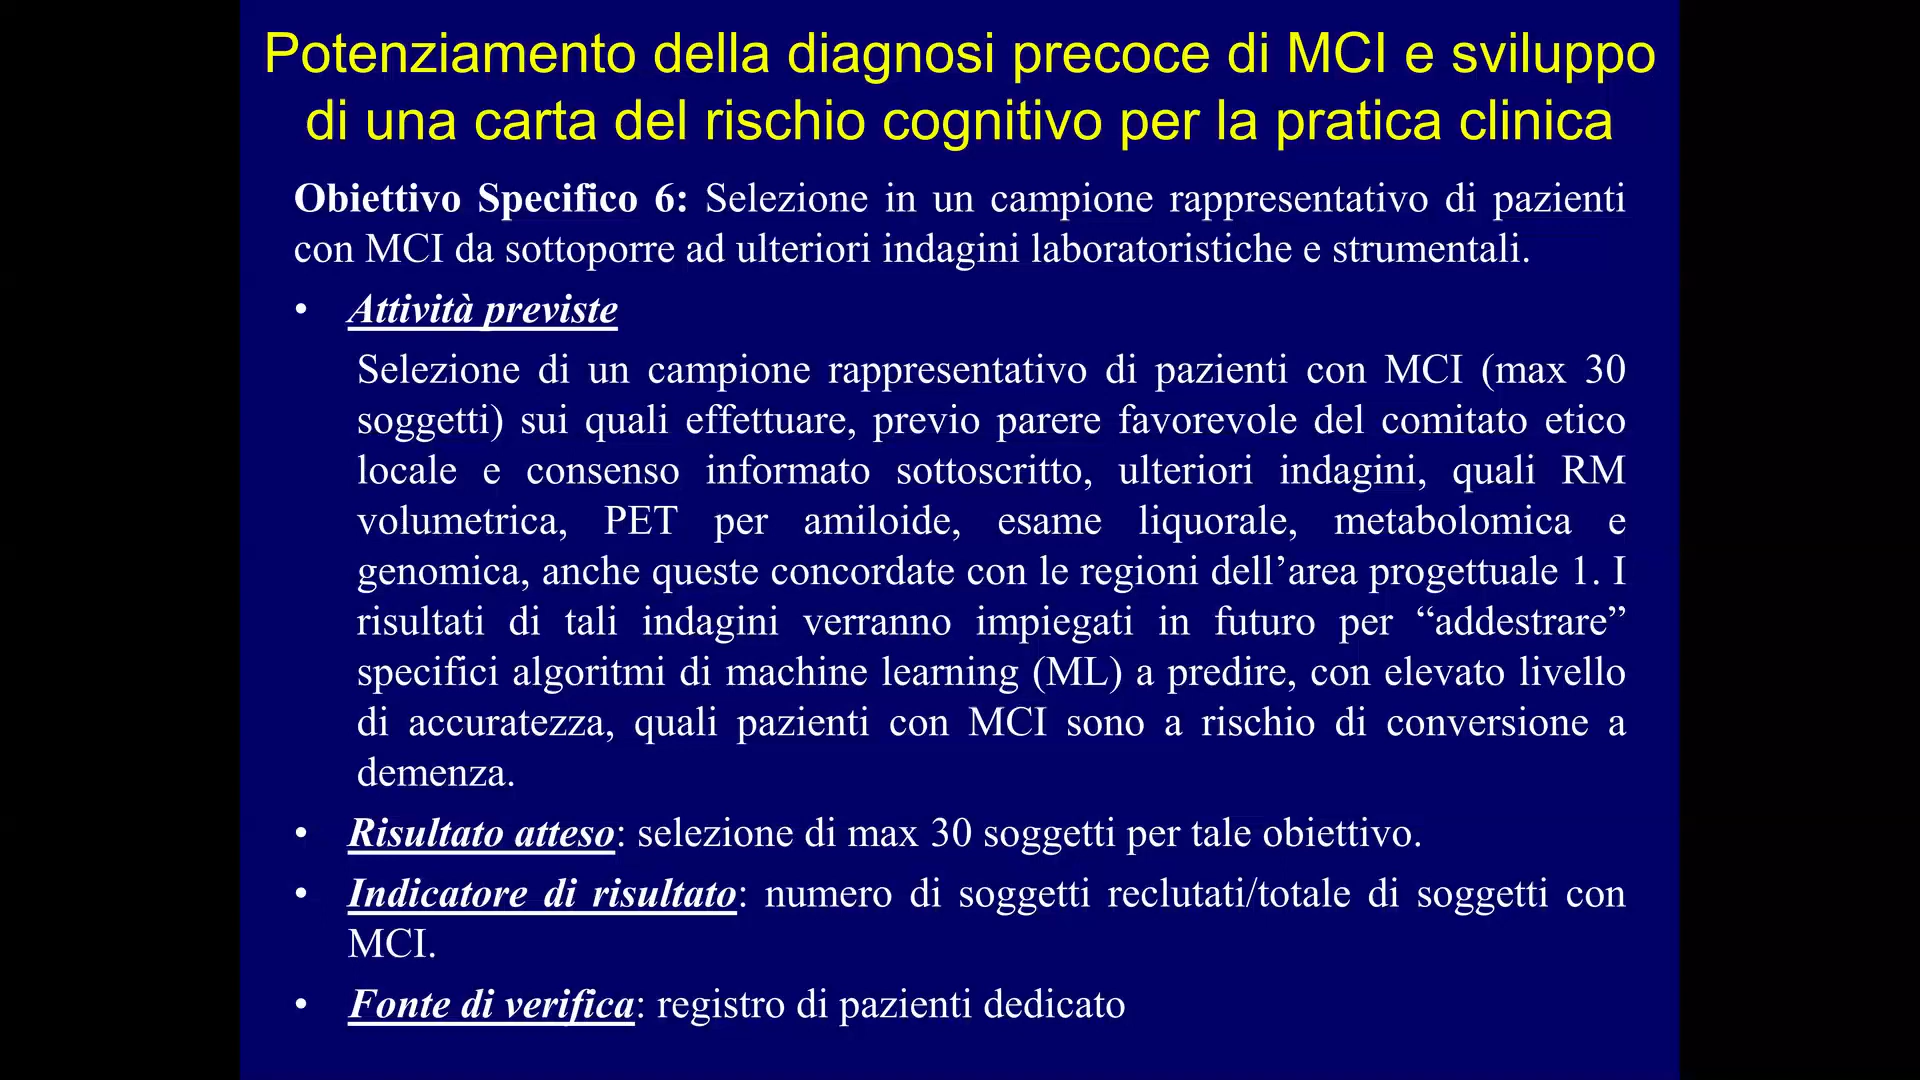 Potenziamento della diagnosi precoce di MCI e sviluppo
di una carta del rischio cognitivo per la pratica clinica
Obiettivo Specifico 6: Selezione in un campione rappresentativo di pazienti
con MCI da sottoporre ad ulteriori indagini laboratoristiche e strumentali.
• Attività previste
Selezione di un campione rappresentativo di pazienti con MCI (max 30
soggetti) sui quali effettuare, previo parere favorevole del comitato etico
locale e consenso informato sottoscritto, ulteriori indagini, quali RM
volumetrica, PET per amiloide, esame liquorale, metabolomica e
genomica, anche queste concordate con le regioni dell’area progettuale 1. I
risultati di tali indagini verranno impiegati in futuro per “addestrare”
specifici algoritmi di machine learning (ML) a predire, con elevato livello
di accuratezza, quali pazienti con MCI sono a rischio di conversione a
demenza.
• Risultato atteso: selezione di max 30 soggetti per tale obiettivo.
• Indicatore di risultato: numero di soggetti reclutati/totale di soggetti con
MCI.
• Fonte di verifica: registro di pazienti dedicato